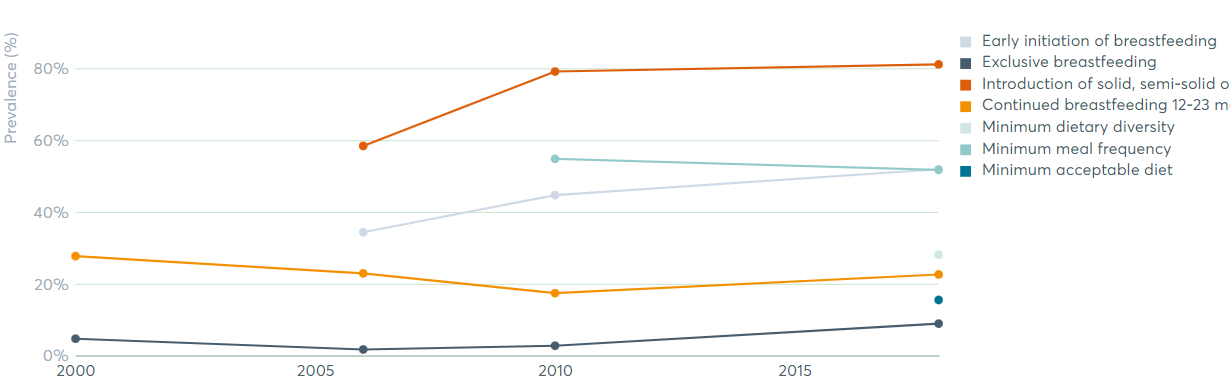 Prevalence (%)
80%
60%
40%
20%
0%
2000
2005
2010
2015
Early initiation of breastfeeding
Exclusive breastfeeding
Introduction of solid, semi-solid o
Continued breastfeeding 12-23 m
Minimum dietary diversity
Minimum meal frequency
Minimum acceptable diet